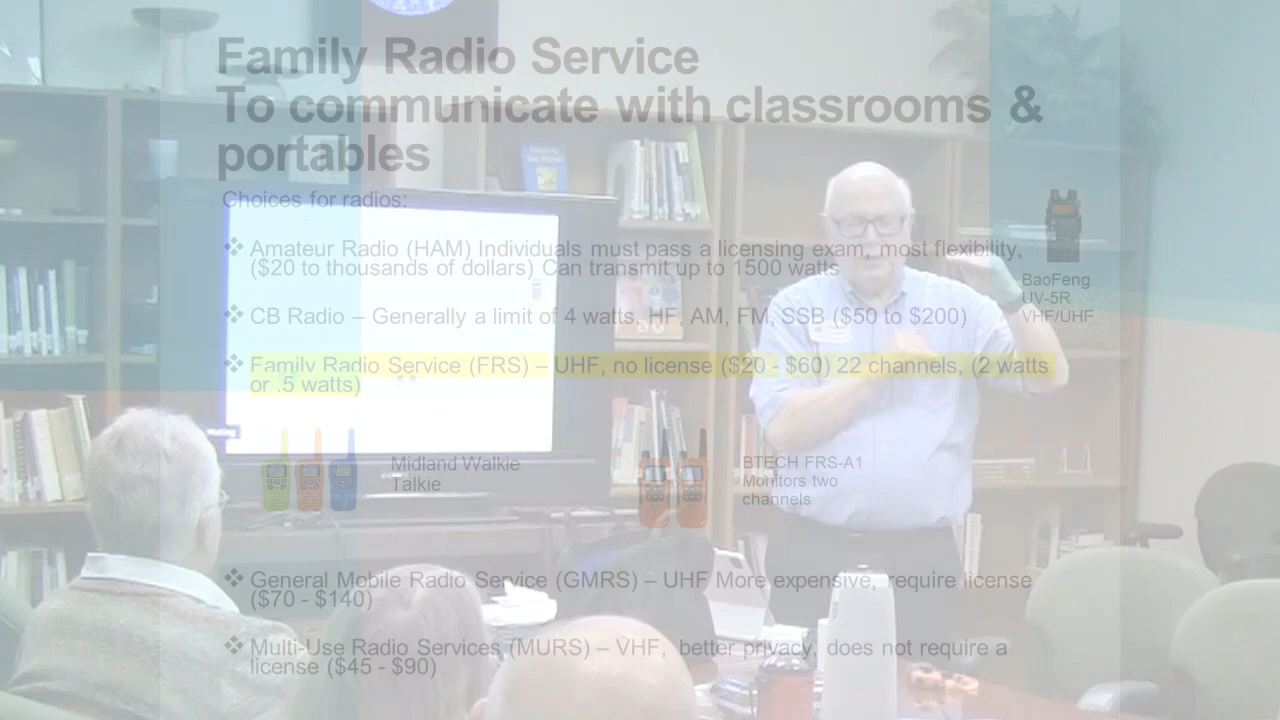 Family Radio Service
To communicate with classrooms &
portables
Choices for radios:
❖ Amateur Radio (HAM) Individuals must pass a licensing exam, most flexibility,
($20 to thousands of dollars) Can transmit up to 1500 watts
BaoFeng
UV-5R
VHF/UHF
❖ CB Radio – Generally a limit of 4 watts, HF, AM, FM, SSB ($50 to $200)
❖ Family Radio Service (FRS) – UHF, no license ($20 - $60) 22 channels, (2 watts
or .5 watts)
Midland Walkie
Talkie
BTECH FRS-A1
Monitors two
channels
❖ General Mobile Radio Service (GMRS) – UHF More expensive, require license
($70 - $140)
❖ Multi-Use Radio Services (MURS) – VHF, better privacy, does not require a
license ($45 - $90)